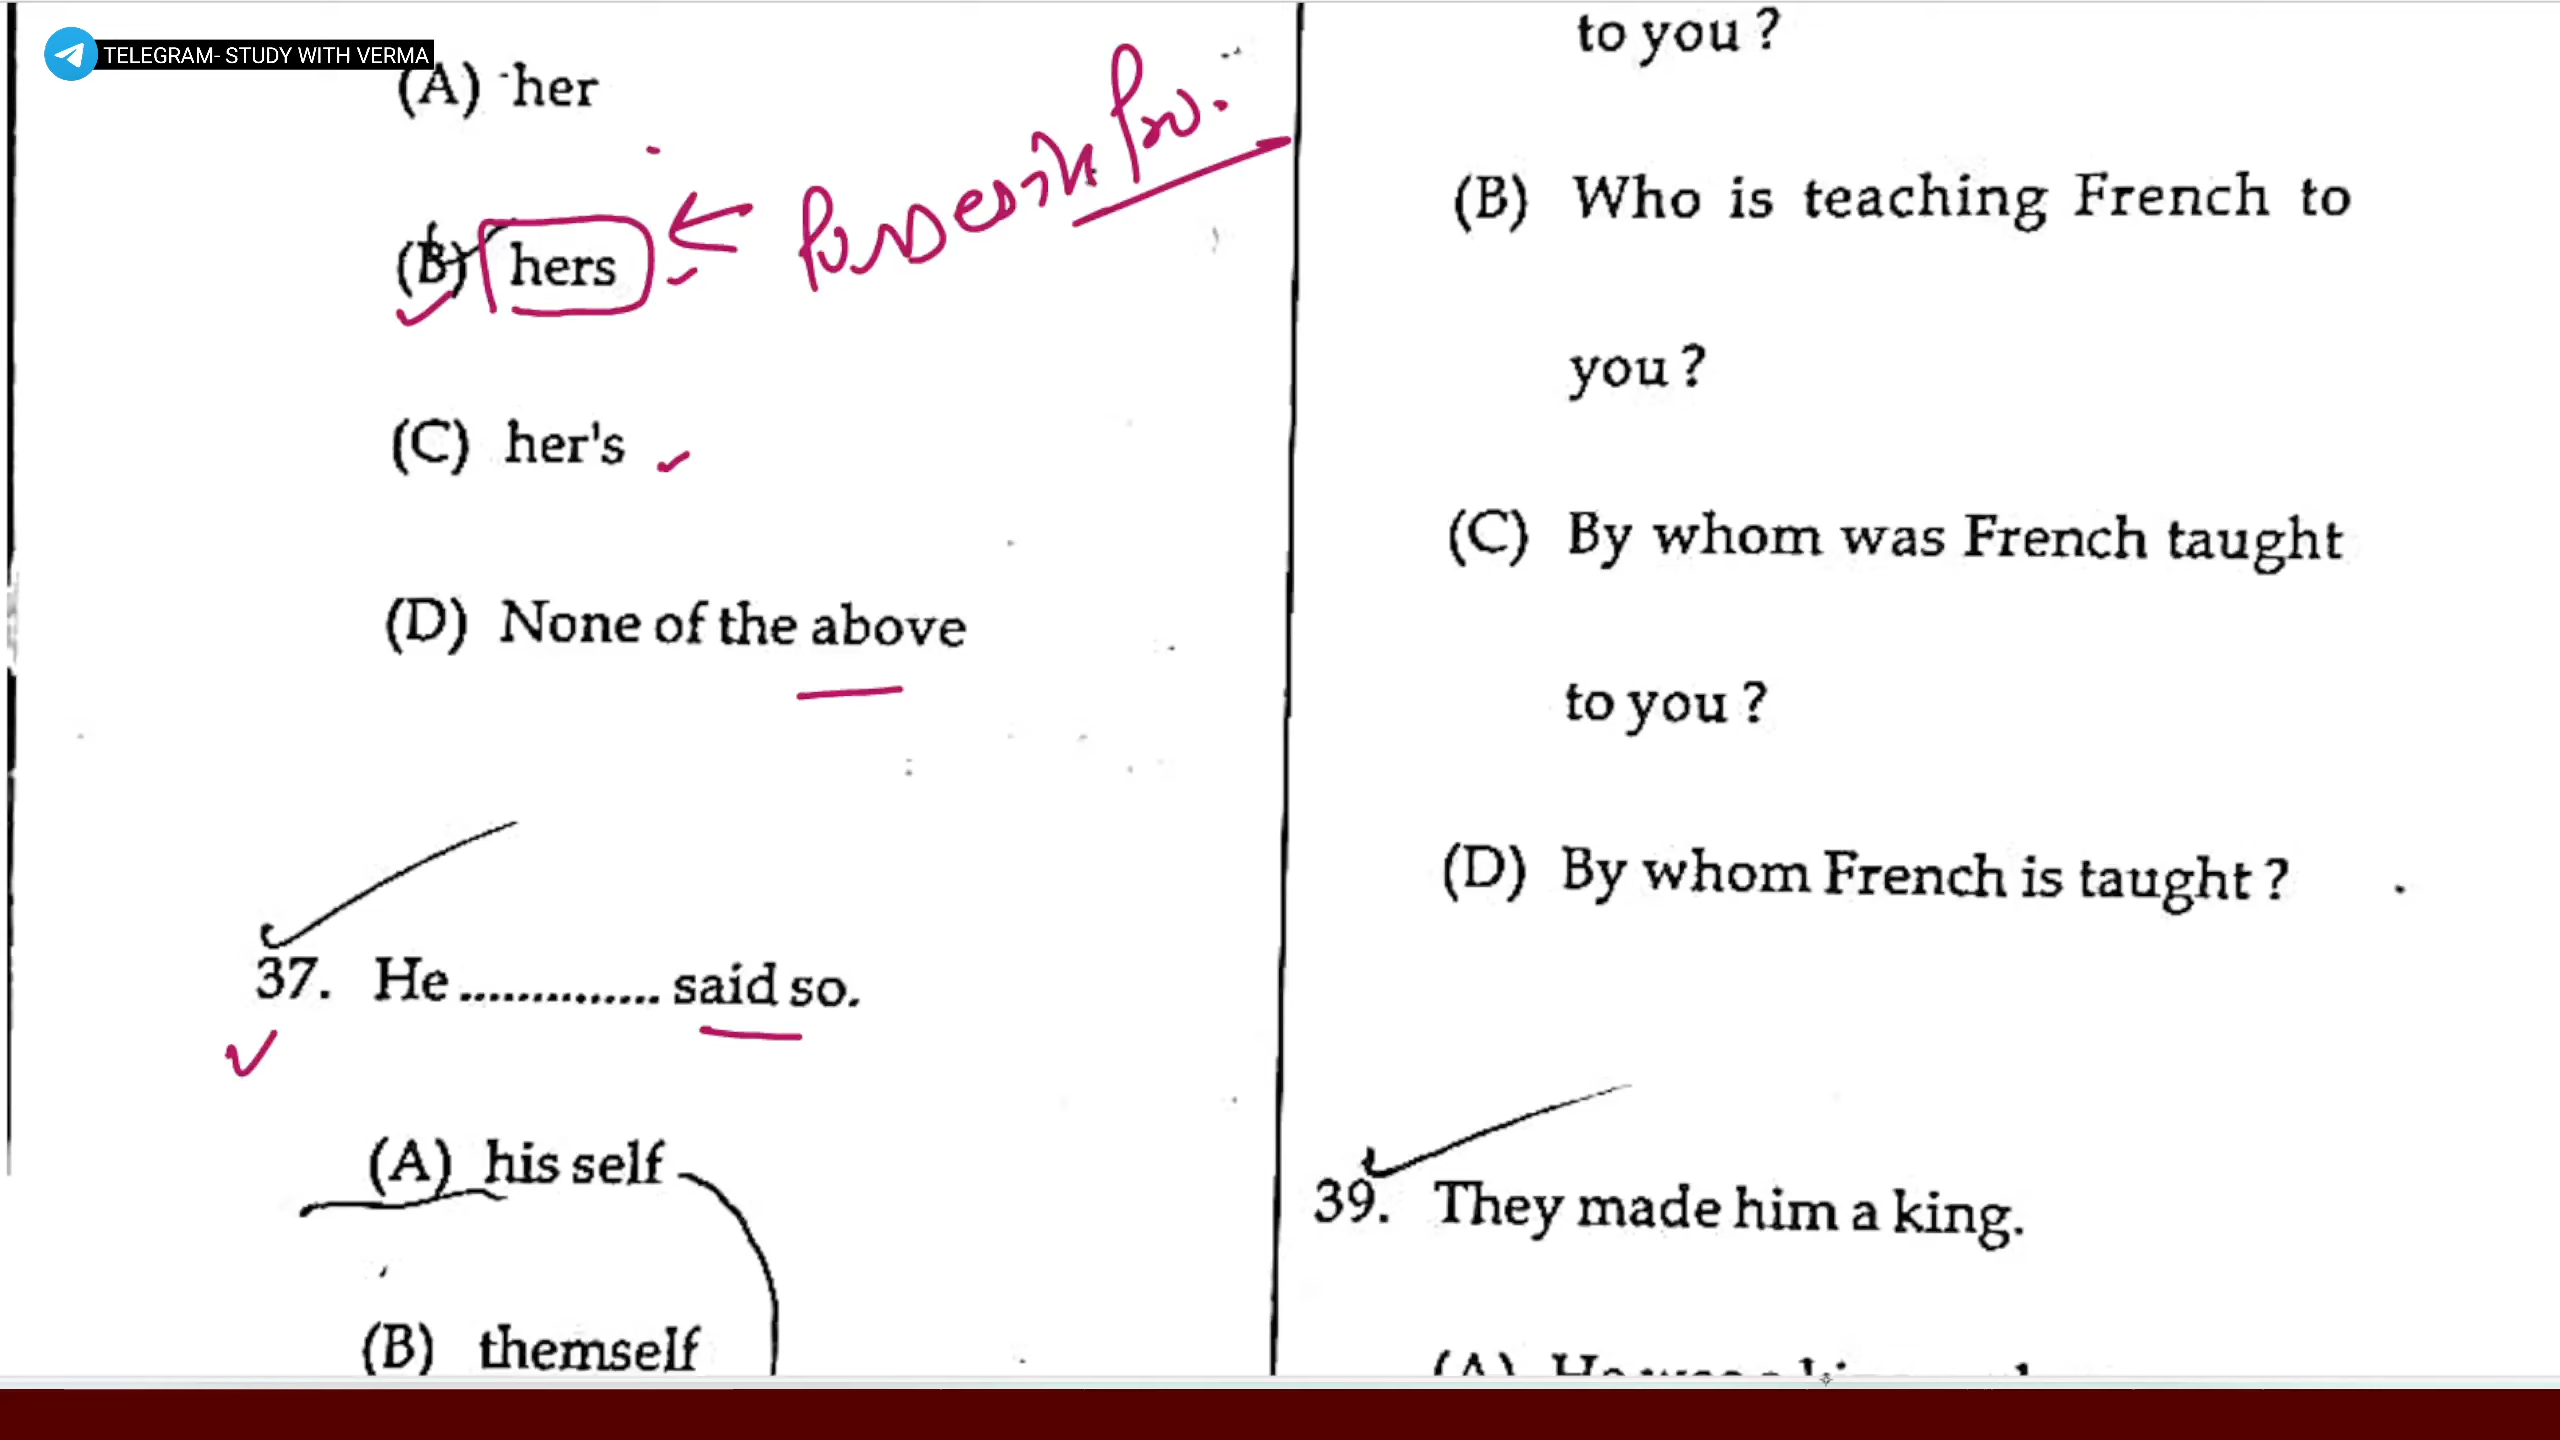 TELEGRAM- STUDY WITH VERMA
(A) her
(B) hers
Pro.
(C) her's
(D) None of the above
37. He .............. said so.
(A) his self
(B) themself
to you ?
(B) Who is teaching French to
you ?
(C) By whom was French taught
to you ?
(D) By whom French is taught ?
39. They made him a king.